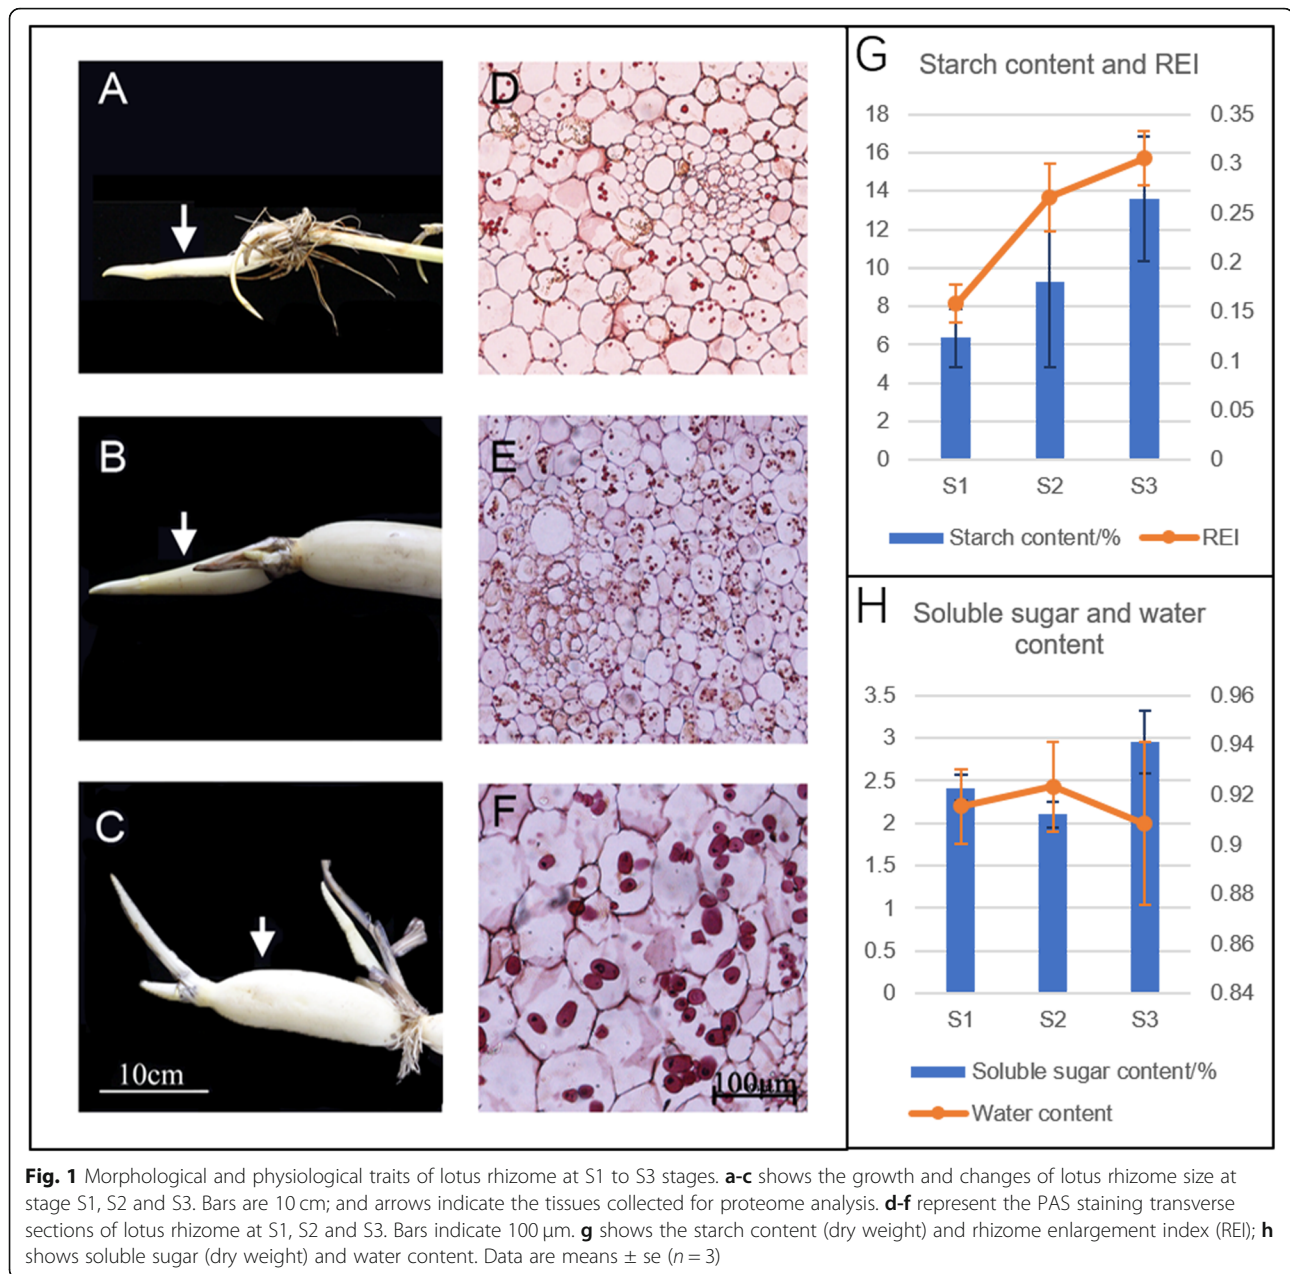 A
B
C
10cm
D
E
F
100µm
G
Starch content and REI
18
16
14
12
10
8
6
4
2
0
0.35
0.3
0.25
0.2
0.15
0.1
0.05
0
S1 S2 S3
Starch content/% REI
H
Soluble sugar and water
content
3.5
3
2.5
2
1.5
1
0.5
0
0.96
0.94
0.92
0.9
0.88
0.86
0.84
S1 S2 S3
Soluble sugar content/%
Water content
Fig. 1 Morphological and physiological traits of lotus rhizome at S1 to S3 stages. a-c shows the growth and changes of lotus rhizome size at
stage S1, S2 and S3. Bars are 10 cm; and arrows indicate the tissues collected for proteome analysis. d-f represent the PAS staining transverse
sections of lotus rhizome at S1, S2 and S3. Bars indicate 100 µm. g shows the starch content (dry weight) and rhizome enlargement index (REI); h
shows soluble sugar (dry weight) and water content. Data are means ± se (n = 3)